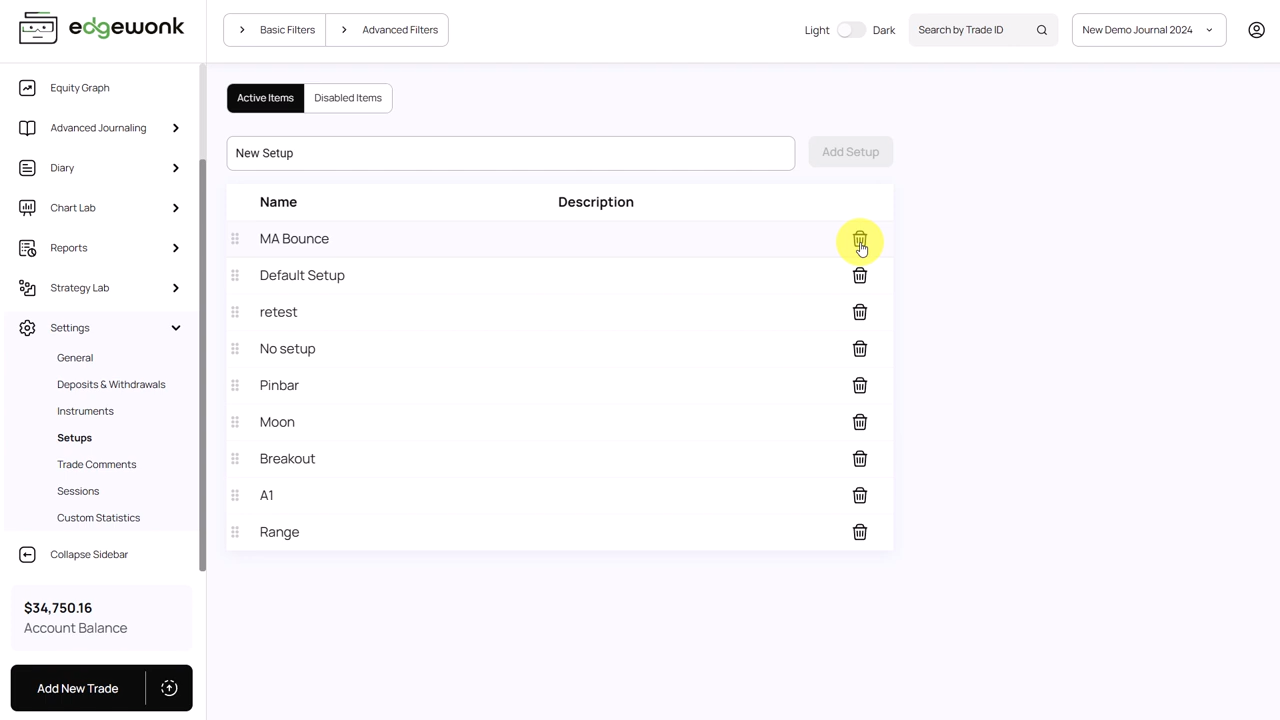 edgewonk
Basic Filters
Advanced Filters
Light
Dark
Search by Trade ID
New Demo Journal 2024
Equity Graph
Advanced Journaling
Diary
Chart Lab
Reports
Strategy Lab
Settings
General
Deposits & Withdrawals
Instruments
Setups
Trade Comments
Sessions
Custom Statistics
Collapse Sidebar
$34,750.16
Account Balance
Add New Trade
Active Items
Disabled Items
New Setup
Add Setup
Name Description
MA Bounce
Default Setup
retest
No setup
Pinbar
Moon
Breakout
A1
Range